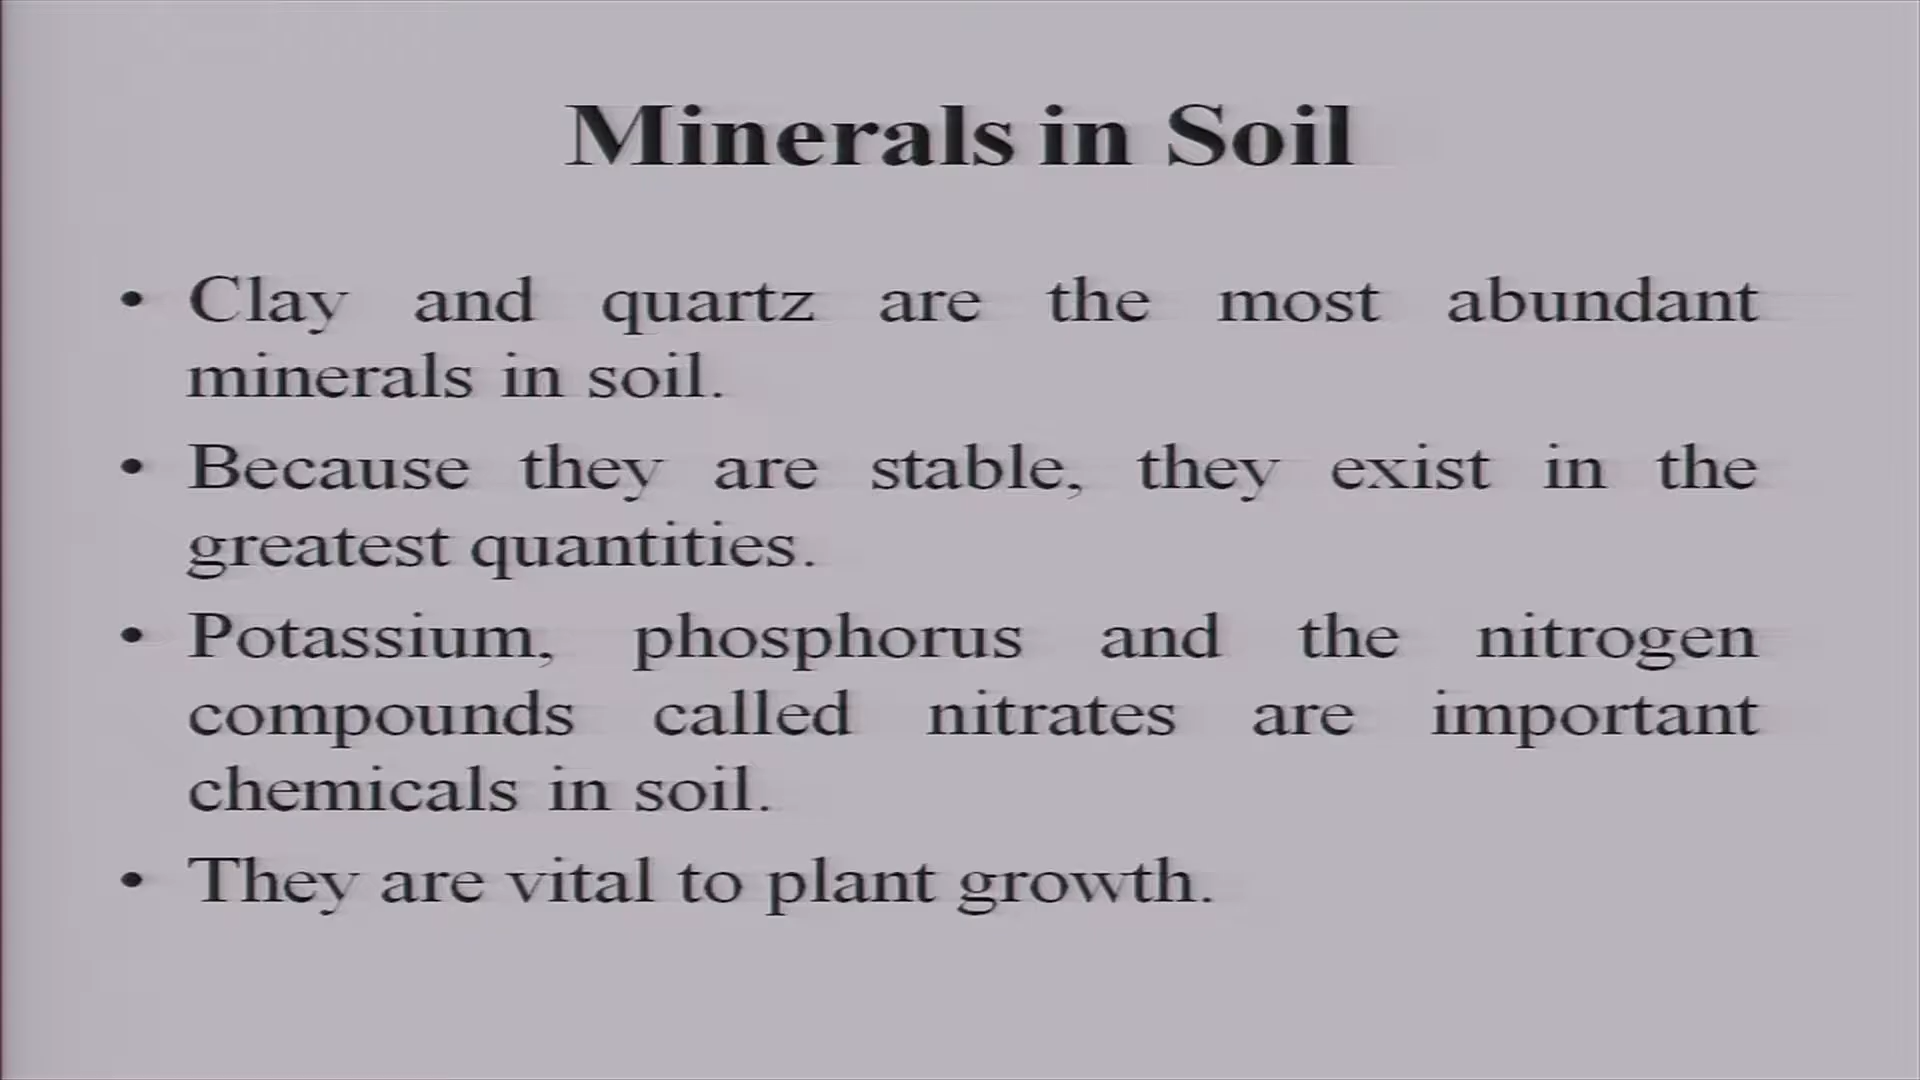 Minerals in Soil
• Clay and quartz are the most abundant
minerals in soil.
• Because they are stable, they exist in the
greatest quantities.
• Potassium, phosphorus and the nitrogen
compounds called nitrates are important
chemicals in soil.
• They are vital to plant growth.